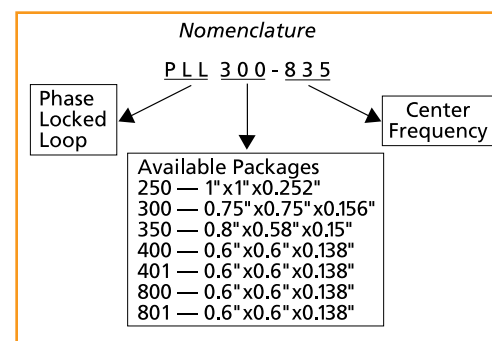 Nomenclature
PLL 300-835
Phase
Locked
Loop
Center
Frequency
Available Packages
250 — 1"x1"x0.252"
300 — 0.75"x0.75"x0.156"
350 — 0.8"x0.58"x0.15"
400 — 0.6"x0.6"x0.138"
401 — 0.6"x0.6"x0.138"
800 — 0.6"x0.6"x0.138"
801 — 0.6"x0.6"x0.138"